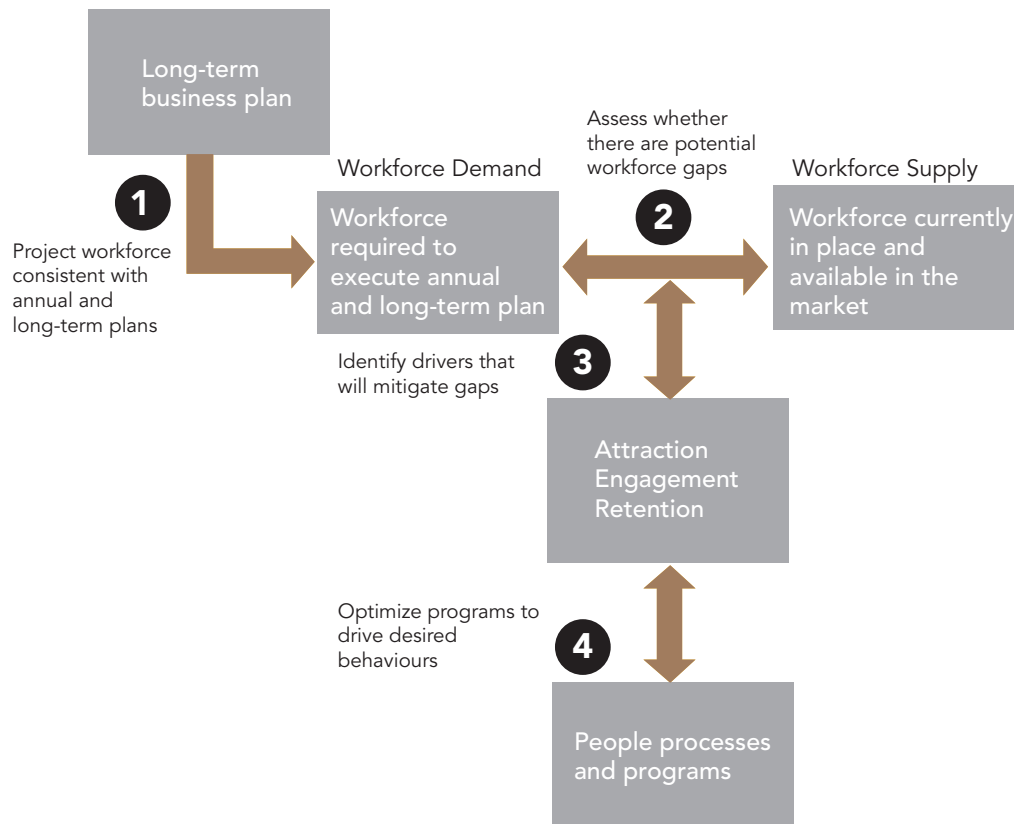 Long-term
business plan
1
Project workforce
consistent with
annual and
long-term plans
Workforce Demand
Workforce
required to
execute annual
and long-term plan
Assess whether
there are potential
workforce gaps
2
Workforce Supply
Workforce currently
in place and
available in the
market
Identify drivers that
will mitigate gaps
3
Attraction
Engagement
Retention
Optimize programs to
drive desired
behaviours
4
People processes
and programs